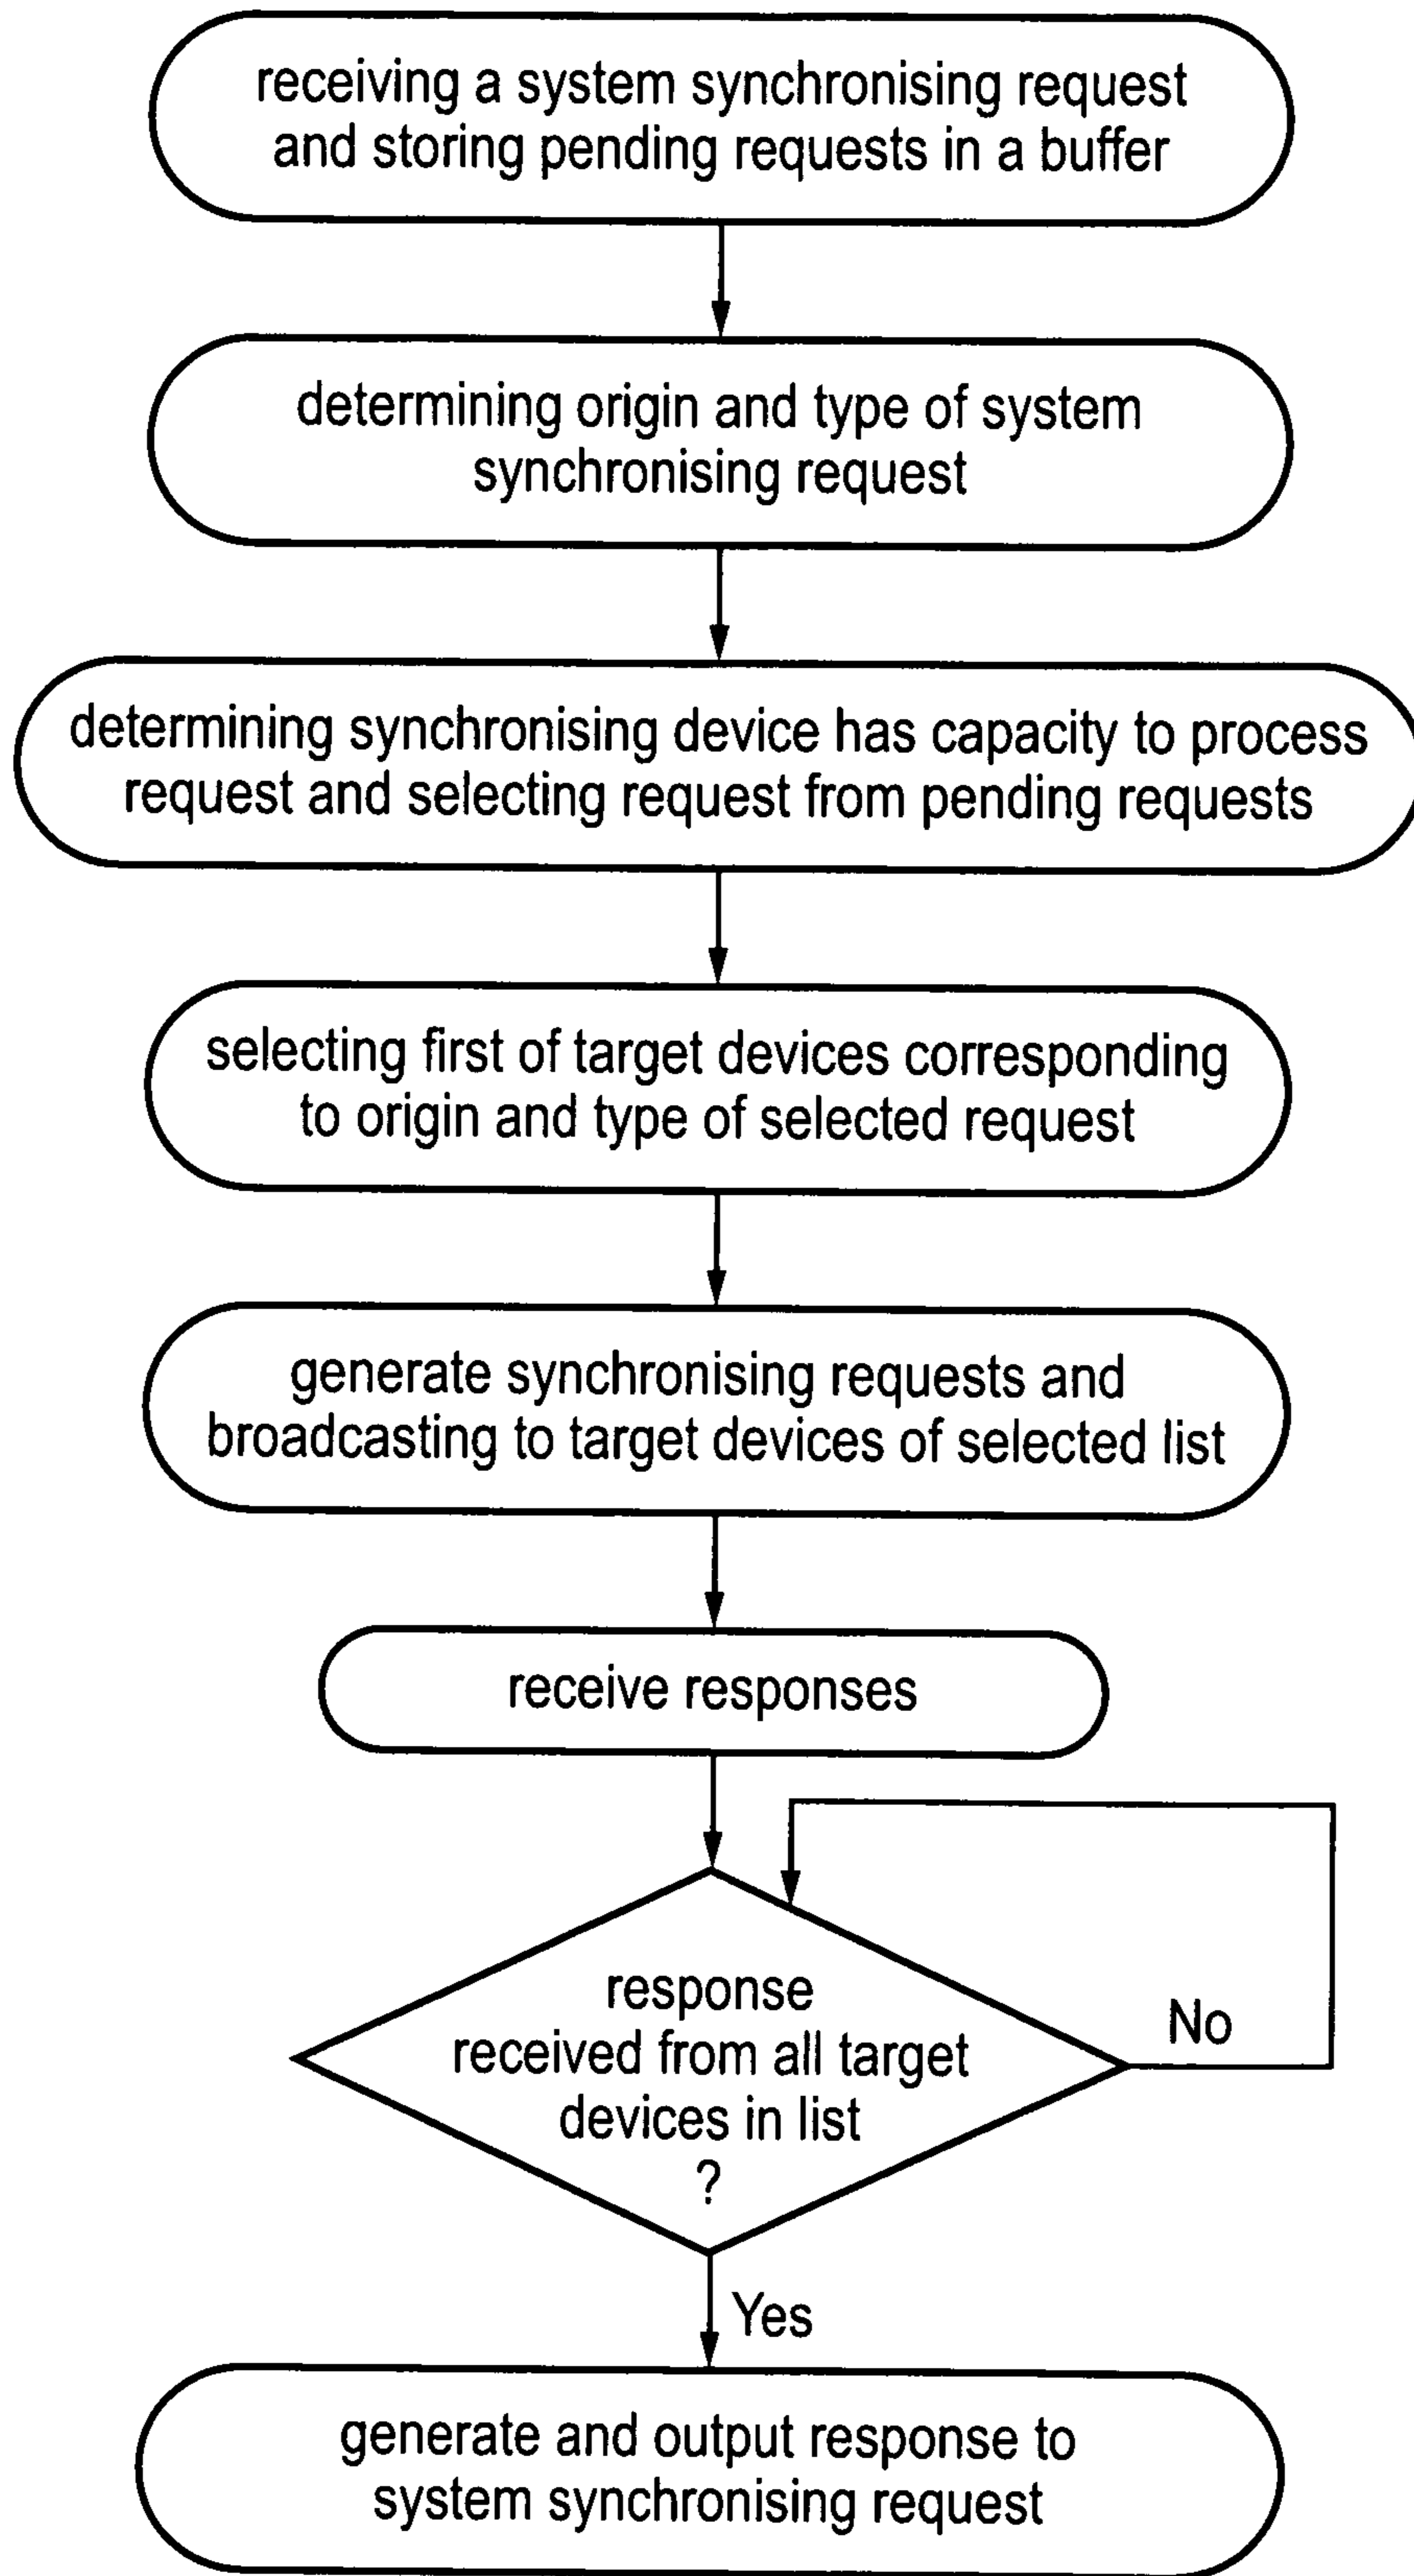 receiving a system synchronising request
and storing pending requests in a buffer
determining origin and type of system
synchronising request
determining synchronising device has capacity to process
request and selecting request from pending requests
selecting first of target devices corresponding
to origin and type of selected request
generate synchronising requests and
broadcasting to target devices of selected list
receive responses
response
received from all target
devices in list
?
No
Yes
generate and output response to
system synchronising request